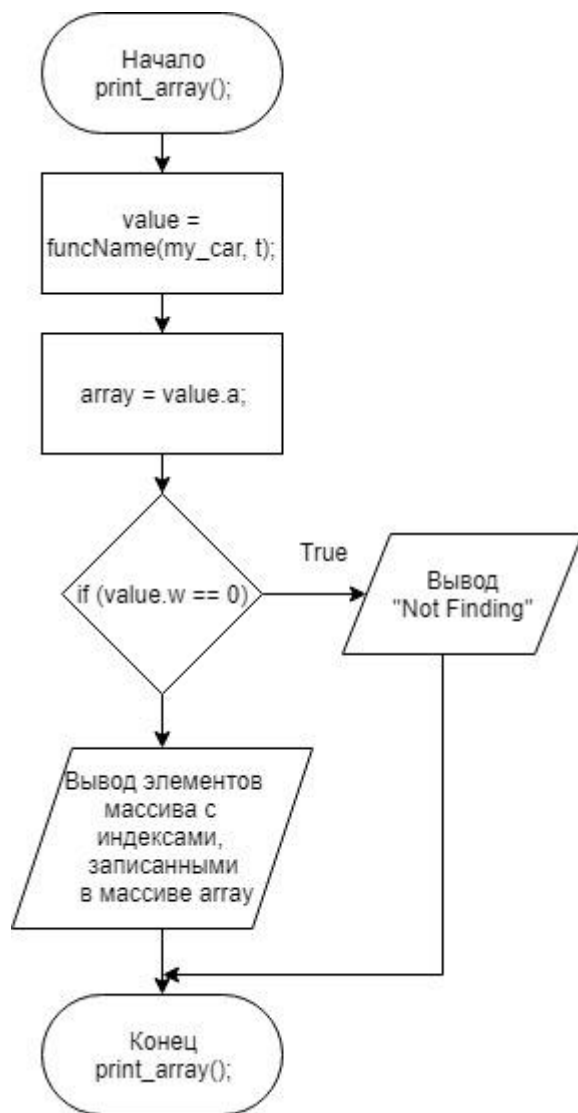 Начало
print_array();
value =
funcName(my_car, t);
array = value.a;
if (value.w == 0)
True
Вывод
"Not Finding"
Вывод элементов
массива с
индексами,
записанными
в массиве array
Конец
print_array();